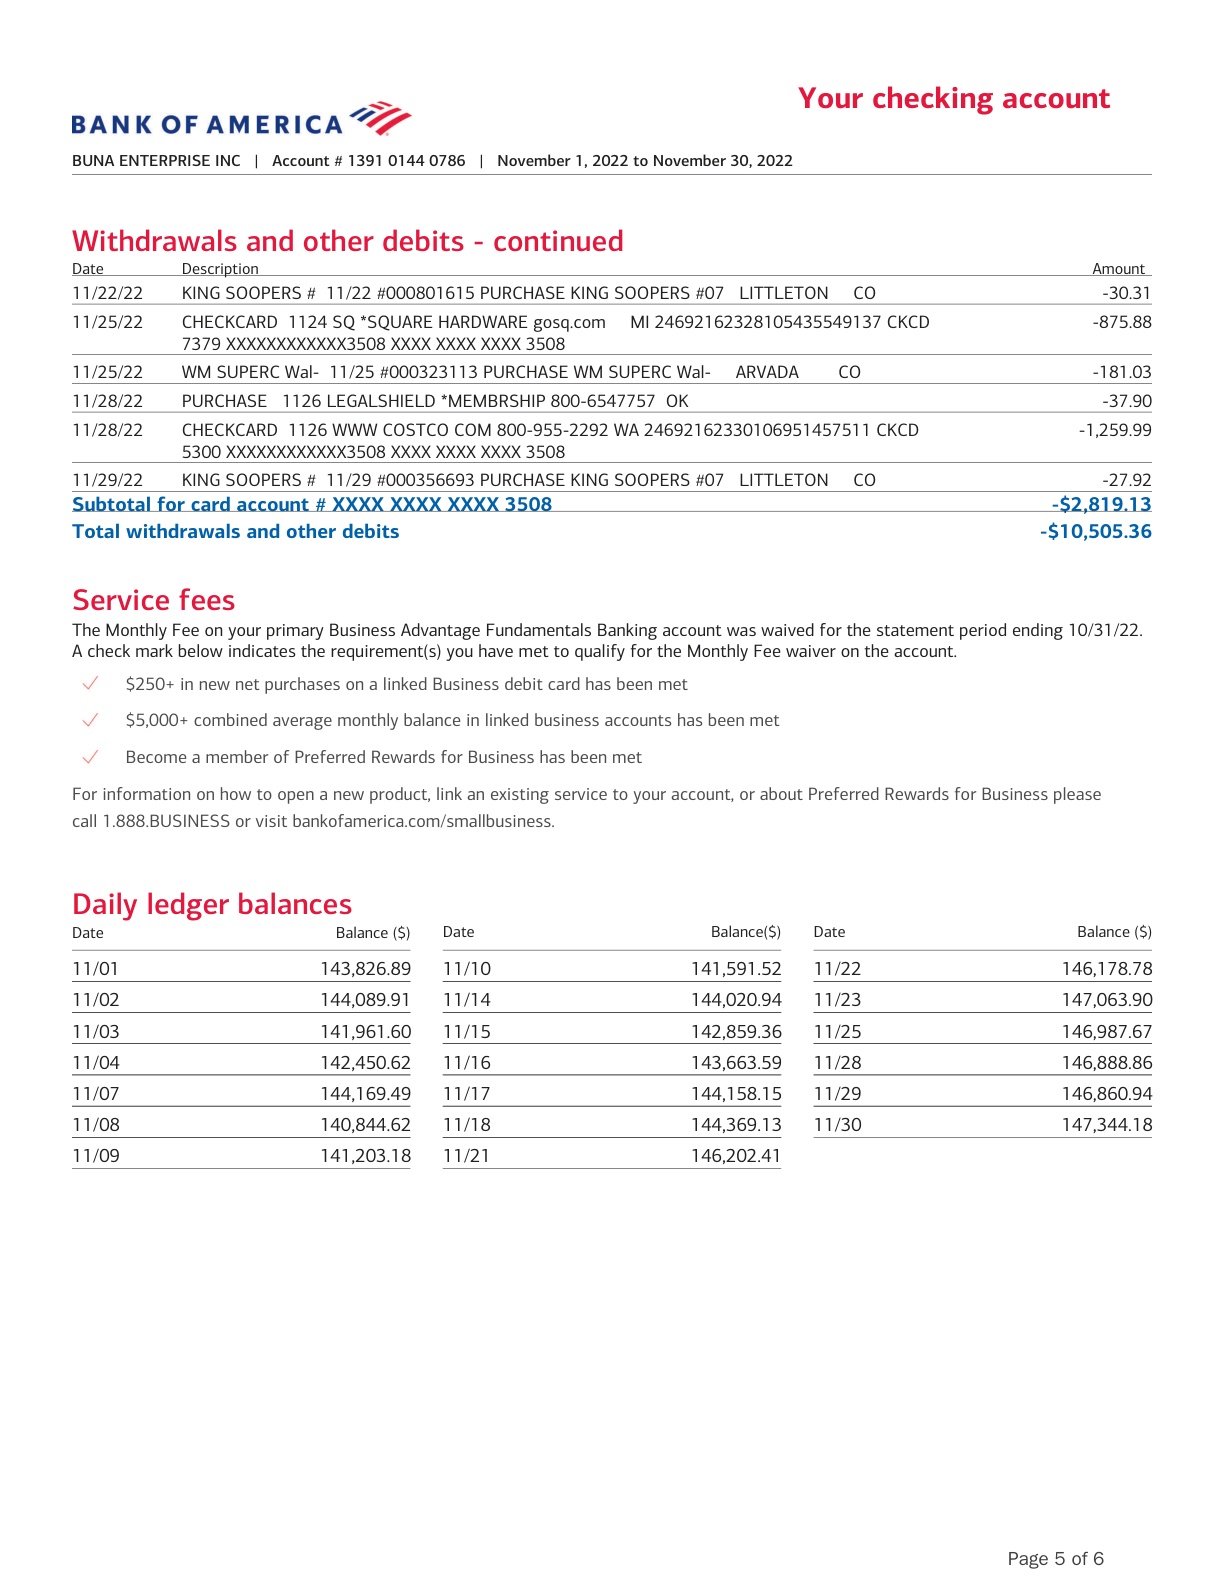 Your checking account
BANK OF AMERICA
BUNA ENTERPRISE INC | Account # 1391 0144 0786 | November 1, 2022 to November 30, 2022
Withdrawals and other debits - continued
Date Description Amount
11/22/22 KING SOOPERS # 11/22 #000801615 PURCHASE KING SOOPERS #07 LITTLETON CO -30.31
11/25/22 CHECKCARD 1124 SQ *SQUARE HARDWARE gosq.com MI 24692162328105435549137 CKCD -875.88
7379 XXXXXXXXXXXX3508 XXXX XXXX XXXX 3508
11/25/22 WM SUPERC Wal- 11/25 #000323113 PURCHASE WM SUPERC Wal- ARVADA CO -181.03
11/28/22 PURCHASE 1126 LEGALSHIELD *MEMBRSHIP 800-6547757 OK -37.90
11/28/22 CHECKCARD 1126 WWW COSTCO COM 800-955-2292 WA 24692162330106951457511 CKCD -1,259.99
5300 XXXXXXXXXXXX3508 XXXX XXXX XXXX 3508
11/29/22 KING SOOPERS # 11/29 #000356693 PURCHASE KING SOOPERS #07 LITTLETON CO -27.92
Subtotal for card account # XXXX XXXX XXXX 3508 -$2,819.13
Total withdrawals and other debits -$10,505.36
Service fees
The Monthly Fee on your primary Business Advantage Fundamentals Banking account was waived for the statement period ending 10/31/22.
A check mark below indicates the requirement(s) you have met to qualify for the Monthly Fee waiver on the account.
$250+ in new net purchases on a linked Business debit card has been met
$5,000+ combined average monthly balance in linked business accounts has been met
Become a member of Preferred Rewards for Business has been met
For information on how to open a new product, link an existing service to your account, or about Preferred Rewards for Business please
call 1.888.BUSINESS or visit bankofamerica.com/smallbusiness.
Daily ledger balances
Date Balance ($) Date Balance($) Date Balance ($)
11/01 143,826.89 11/10 141,591.52 11/22 146,178.78
11/02 144,089.91 11/14 144,020.94 11/23 147,063.90
11/03 141,961.60 11/15 142,859.36 11/25 146,987.67
11/04 142,450.62 11/16 143,663.59 11/28 146,888.86
11/07 144,169.49 11/17 144,158.15 11/29 146,860.94
11/08 140,844.62 11/18 144,369.13 11/30 147,344.18
11/09 141,203.18 11/21 146,202.41
Page 5 of 6